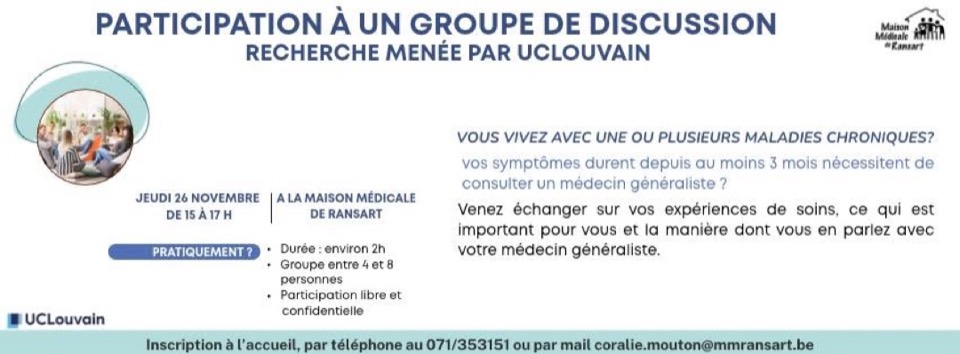 PARTICIPATION À UN GROUPE DE DISCUSSION
RECHERCHE MENÉE PAR UCLOUVAIN
Maison
Médicale
de Ransart
VOUS VIVEZ AVEC UNE OU PLUSIEURS MALADIES CHRONIQUES?
vos symptômes durent depuis au moins 3 mois nécessitent de
consulter un médecin généraliste ?
Venez échanger sur vos expériences de soins, ce qui est
important pour vous et la manière dont vous en parlez avec
votre médecin généraliste.
JEUDI 26 NOVEMBRE
DE 15 À 17 H
A LA MAISON MÉDICALE
DE RANSART
PRATIQUEMENT ?
• Durée : environ 2h
• Groupe entre 4 et 8
personnes
• Participation libre et
confidentielle
UCLouvain
Inscription à l'accueil, par téléphone au 071/353151 ou par mail coralie.mouton@mmransart.be